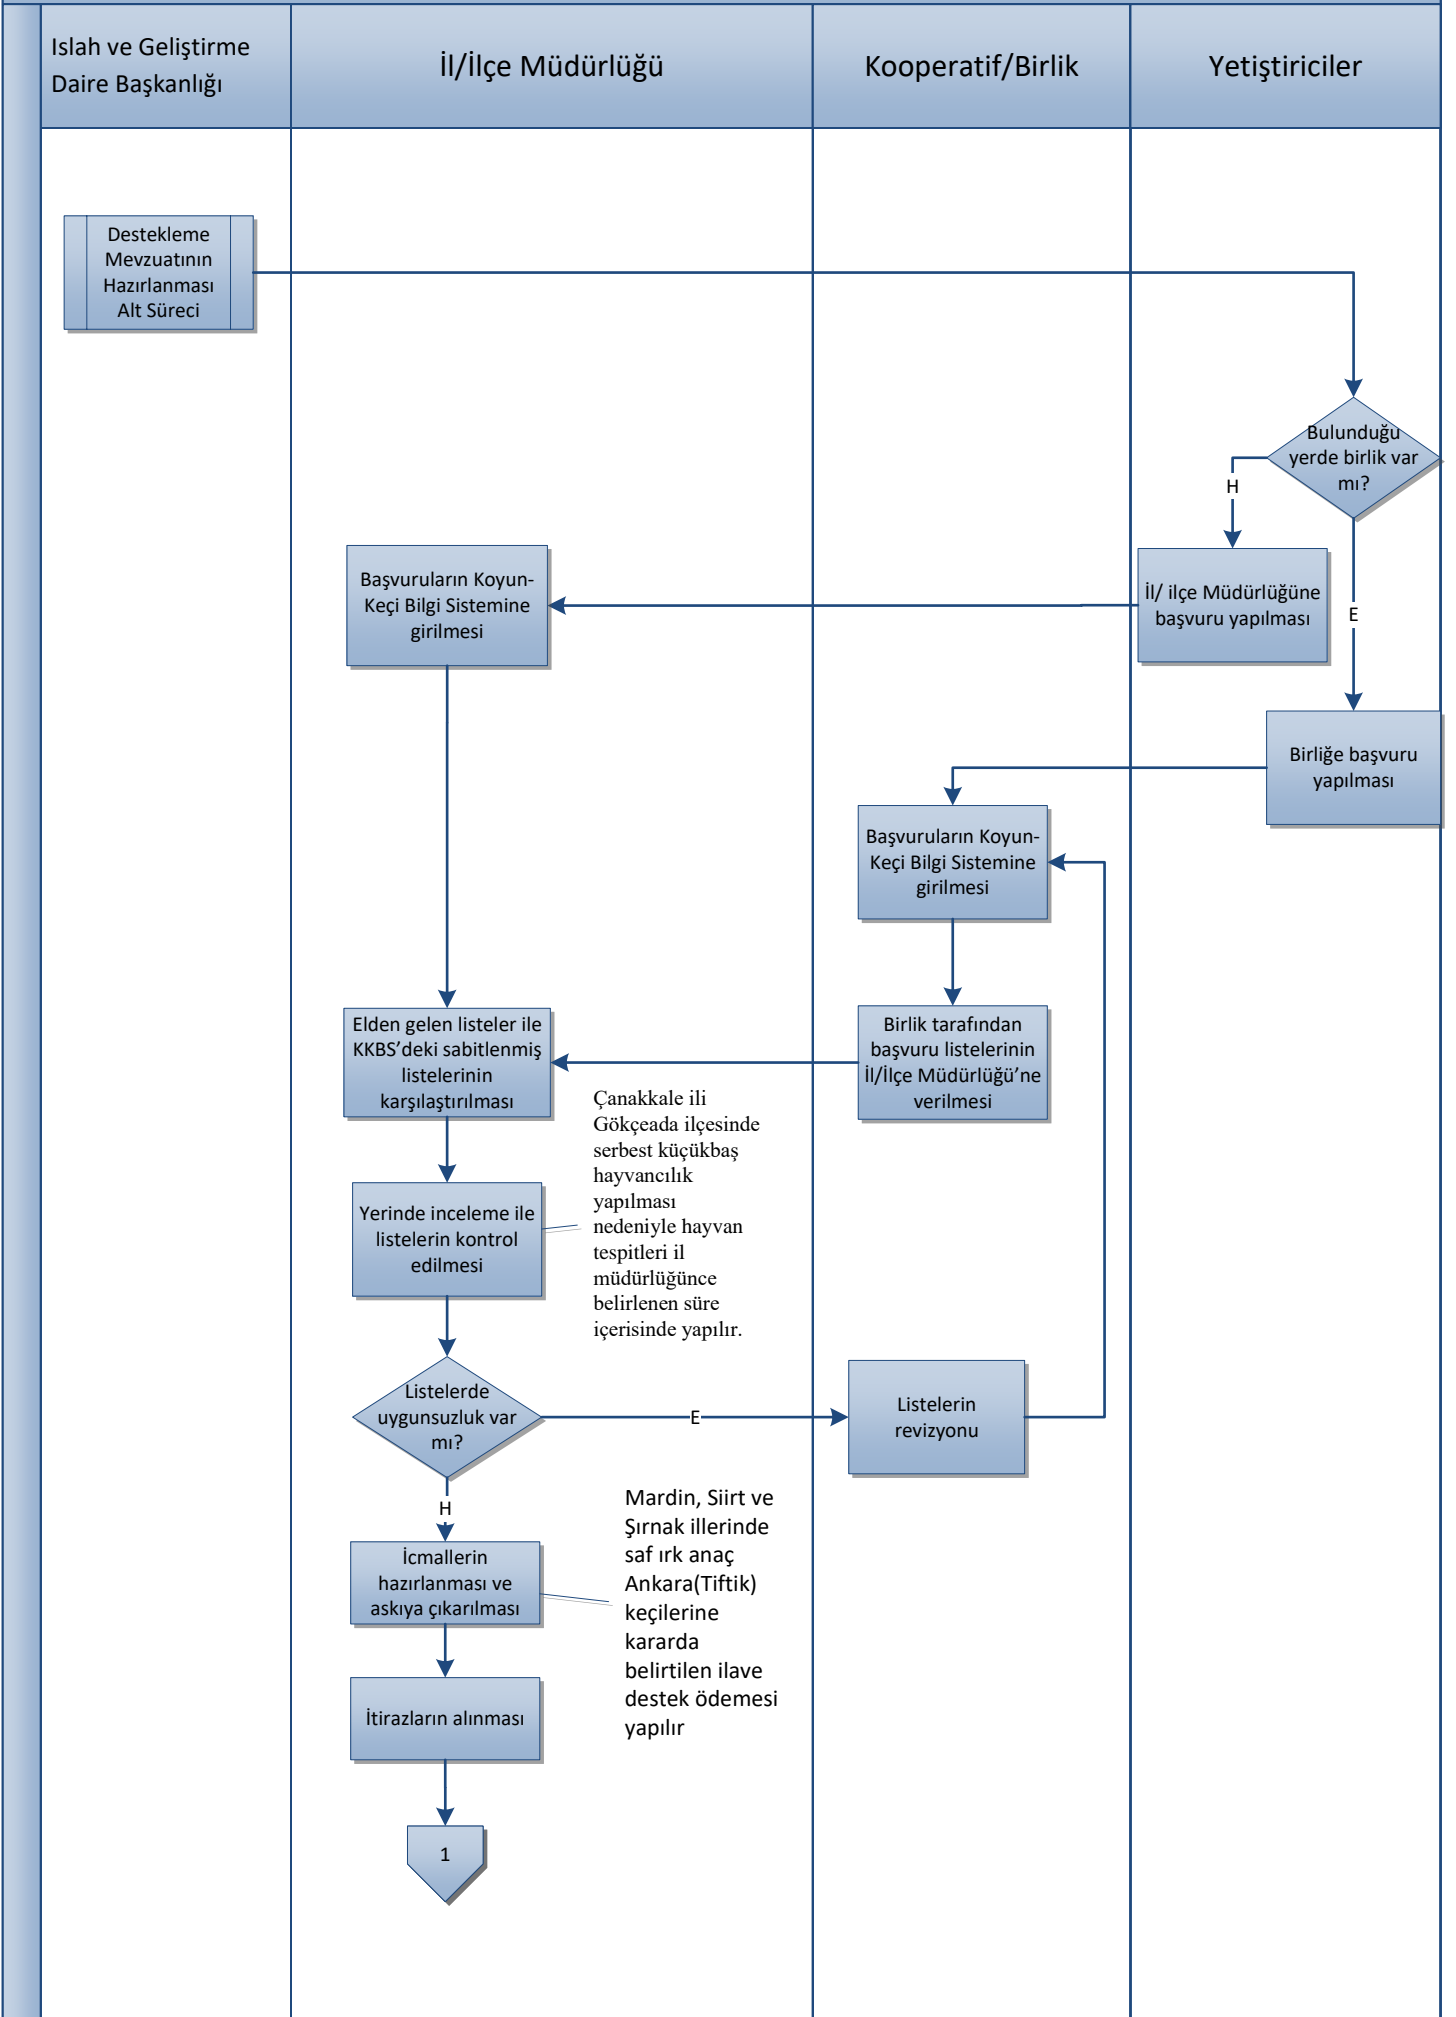 Islah ve Geliştirme
Daire Başkanlığı
İl/İlçe Müdürlüğü
Kooperatif/Birlik
Yetiştiriciler
Destekleme
Mevzuatının
Hazırlanması
Alt Süreci
Bulunduğu
yerde birlik var
mı?
H
E
İl/ ilçe Müdürlüğüne
başvuru yapılması
Başvuruların Koyun-
Keçi Bilgi Sistemine
girilmesi
Birliğe başvuru
yapılması
Başvuruların Koyun-
Keçi Bilgi Sistemine
girilmesi
Birlik tarafından
başvuru listelerinin
İl/İlçe Müdürlüğü’ne
verilmesi
Elden gelen listeler ile
KKBS’deki sabitlenmiş
listelerinin
karşılaştırılması
Çanakkale ili
Gökçeada ilçesinde
serbest küçükbaş
hayvancılık
yapılması
nedeniyle hayvan
tespitleri il
müdürlüğünce
belirlenen süre
içerisinde yapılır.
Yerinde inceleme ile
listelerin kontrol
edilmesi
Listelerde
uygunsuzluk var
mı?
E
Listelerin
revizyonu
H
İcmallerin
hazırlanması ve
askıya çıkarılması
Mardin, Siirt ve
Şırnak illerinde
saf ırk anaç
Ankara(Tiftik)
keçilerine
kararda
belirtilen ilave
destek ödemesi
yapılır
İtirazların alınması
1